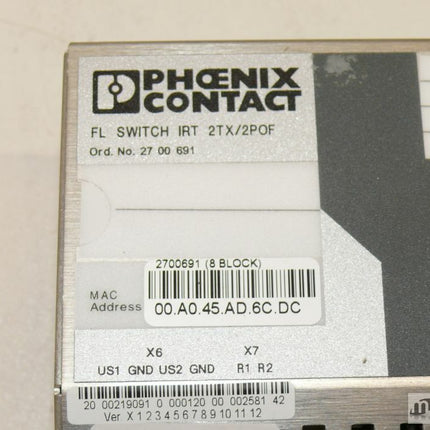 PHŒNIX
CONTACT
FL SWITCH IRT 2TX/2POF
Ord. No. 27 00 691
2700691 (8 BLOCK)
MAC
Address
00.A0.45.AD.6C.DC
X6 X7
US1 GND US2 GND R1 R2
20 00219091 0 000120 00 002581 42
Ver X 1 2 3 4 5 6 7 8 9 10 11 12